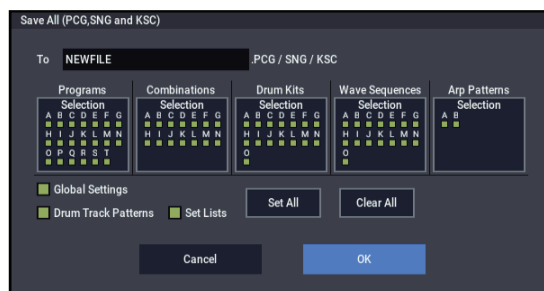 Save All (PCG,SNG and KSC)
To NEWFILE .PCG / SNG / KSC
Programs Combinations Drum Kits Wave Sequences Arp Patterns
Selection Selection Selection Selection Selection
A B C D E F G A B C D E F G A B C D E F G A B C D E F G A B
H I J K L M N H I J K L M N H I J K L M N H I J K L M N
O P Q R S T O O
Global Settings
Drum Track Patterns Set Lists Set All Clear All
Cancel OK